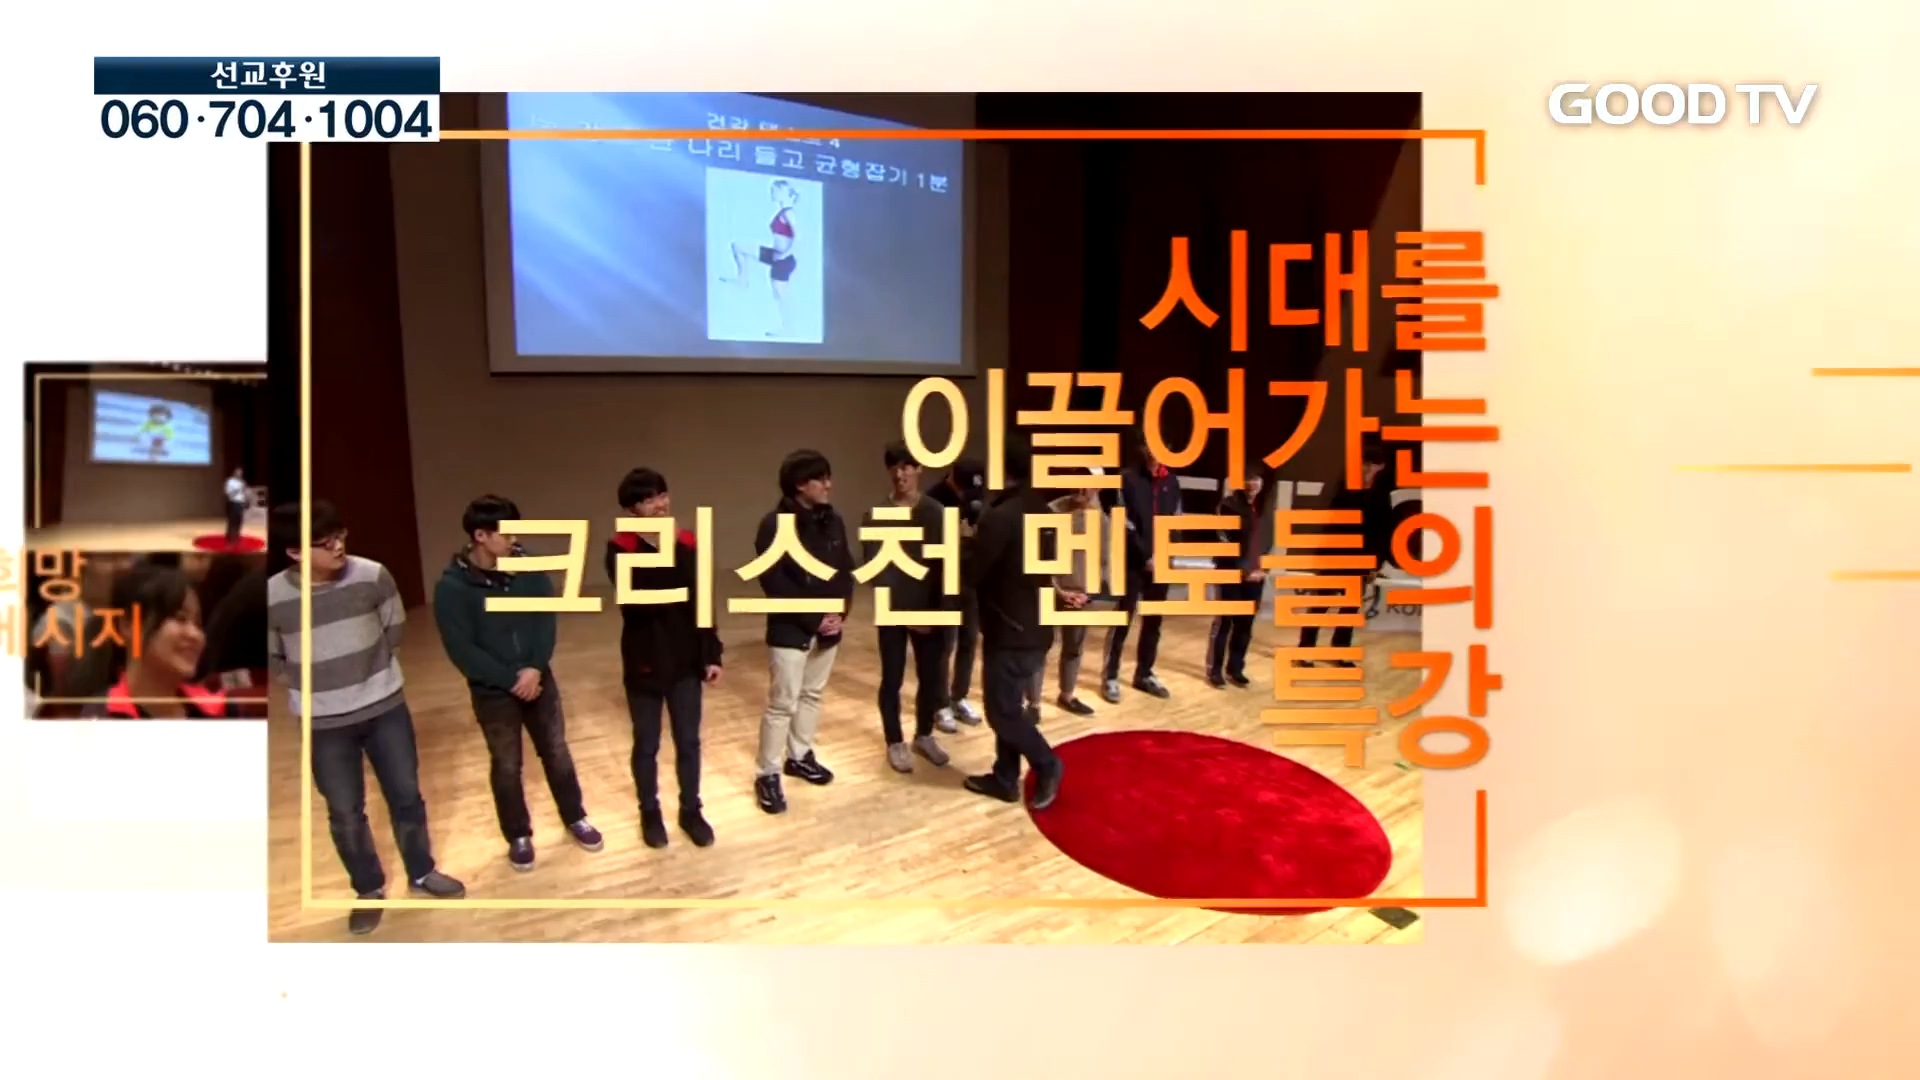 선교후원
060·704·1004
GOOD TV
나리 들고 균형잡기 1분
시대를
이끌어가는
크리스천 멘토들의
특강
희망
메시지